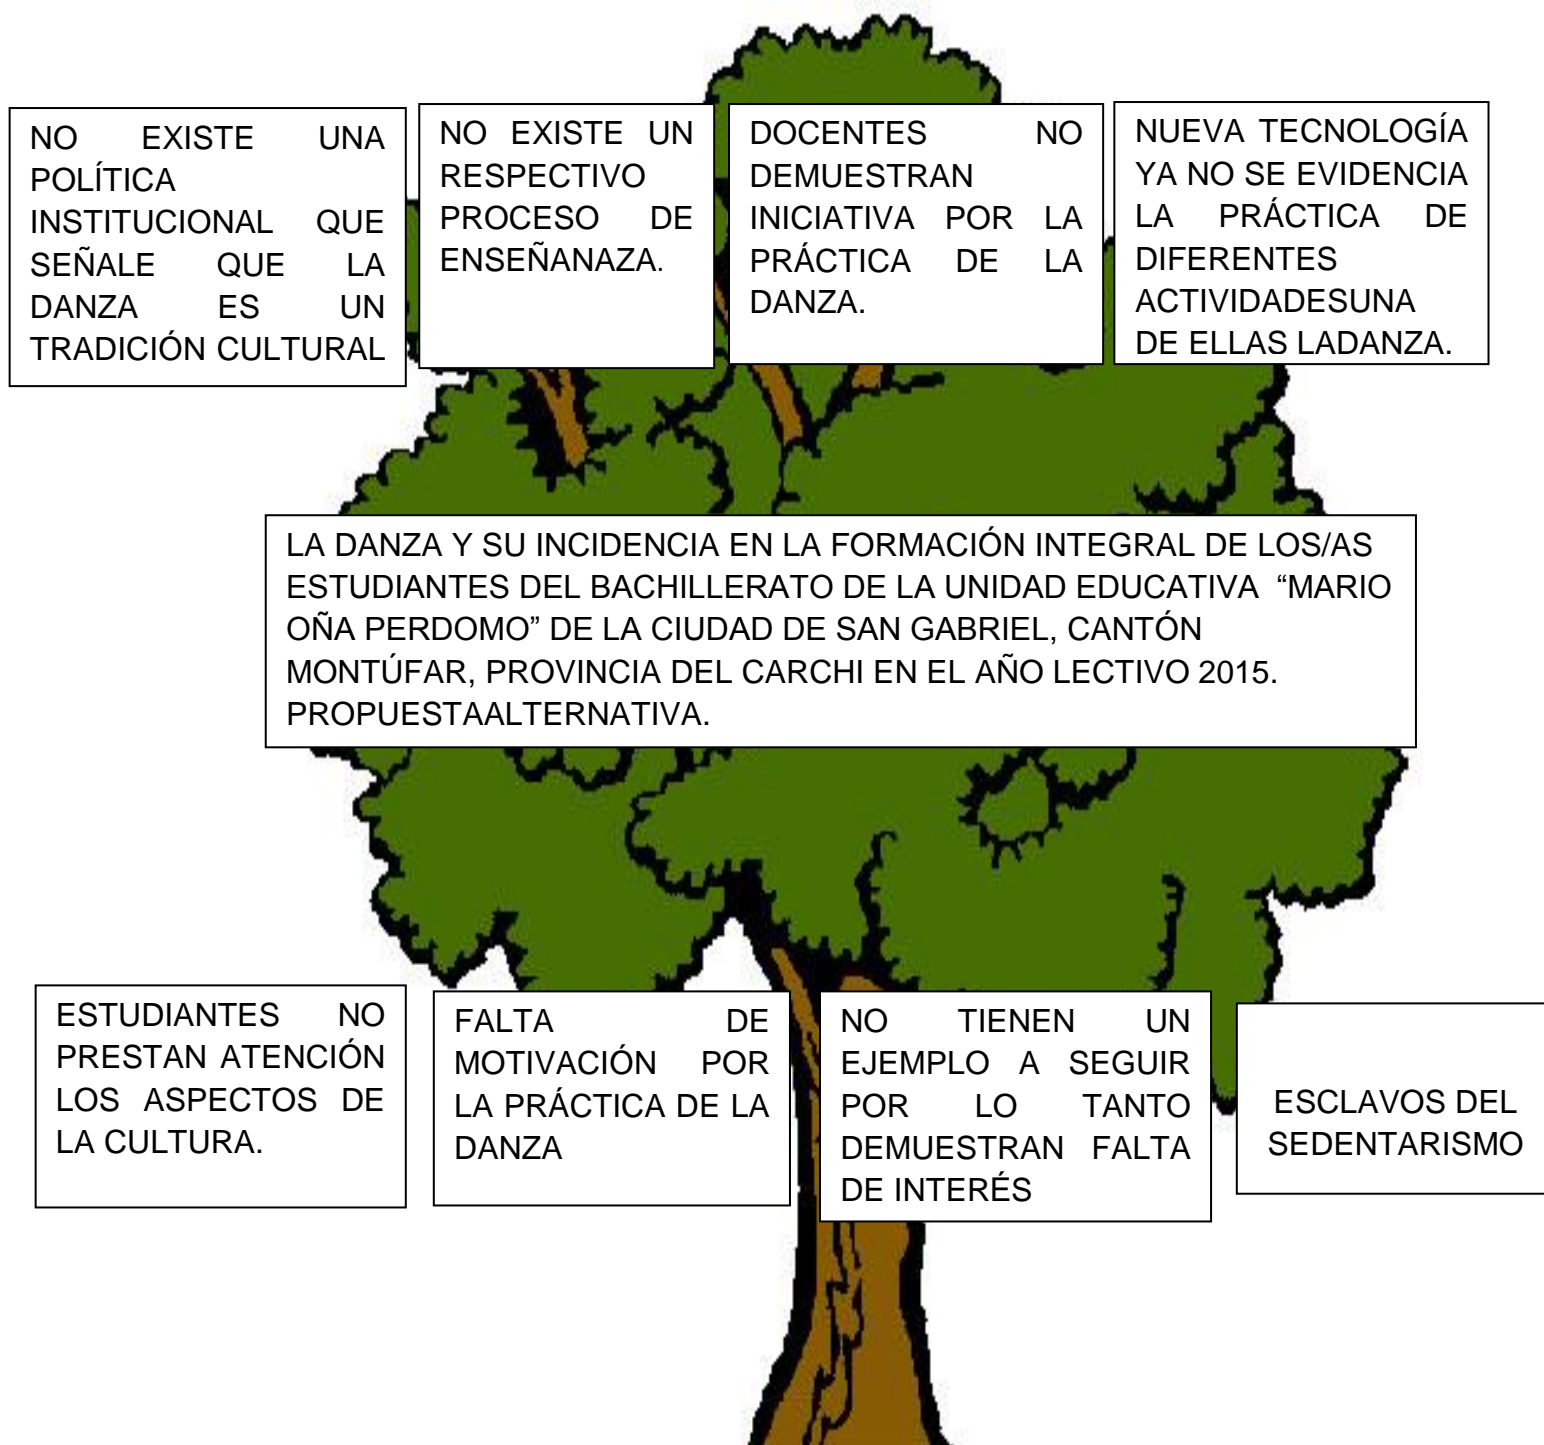 NO EXISTE UNA
POLÍTICA
INSTITUCIONAL QUE
SEÑALE QUE LA
DANZA ES UN
TRADICIÓN CULTURAL
NO EXISTE UN
RESPECTIVO
PROCESO DE
ENSEÑANAZA.
DOCENTES NO
DEMUESTRAN
INICIATIVA POR LA
PRÁCTICA DE LA
DANZA.
NUEVA TECNOLOGÍA
YA NO SE EVIDENCIA
LA PRÁCTICA DE
DIFERENTES
ACTIVIDADESUNA
DE ELLAS LADANZA.
LA DANZA Y SU INCIDENCIA EN LA FORMACIÓN INTEGRAL DE LOS/AS
ESTUDIANTES DEL BACHILLERATO DE LA UNIDAD EDUCATIVA “MARIO
OÑA PERDOMO” DE LA CIUDAD DE SAN GABRIEL, CANTÓN
MONTÚFAR, PROVINCIA DEL CARCHI EN EL AÑO LECTIVO 2015.
PROPUESTAALTERNATIVA.
ESTUDIANTES NO
PRESTAN ATENCIÓN
LOS ASPECTOS DE
LA CULTURA.
FALTA DE
MOTIVACIÓN POR
LA PRÁCTICA DE LA
DANZA
NO TIENEN UN
EJEMPLO A SEGUIR
POR LO TANTO
DEMUESTRAN FALTA
DE INTERÉS
ESCLAVOS DEL
SEDENTARISMO